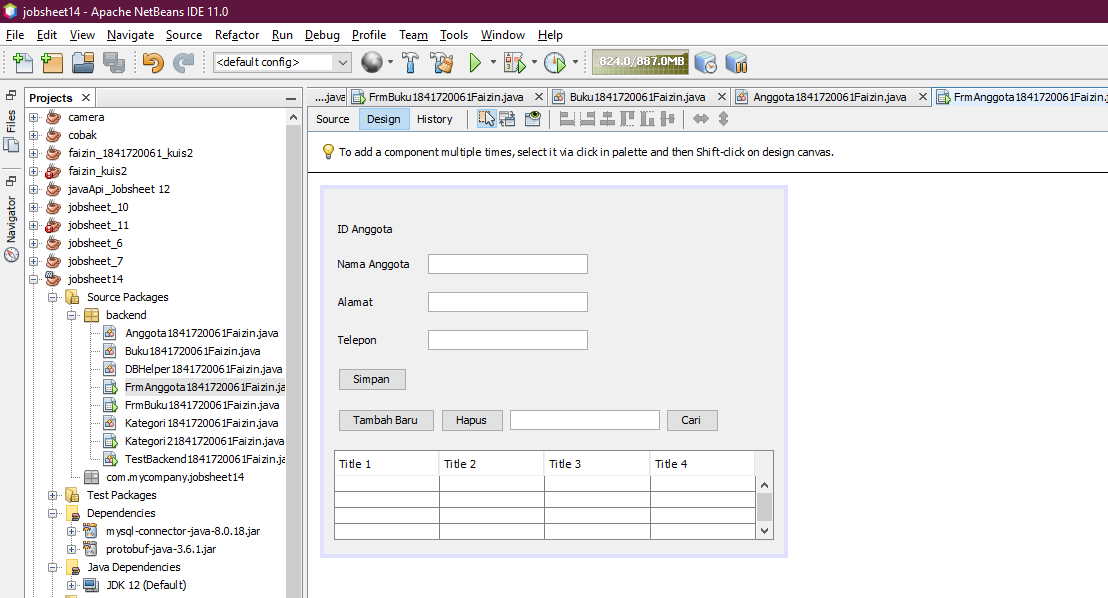 jobsheet14 - Apache NetBeans IDE 11.0
File Edit View Navigate Source Refactor Run Debug Profile Team Tools Window Help
<default config> 824.0/887.0MB
Projects
....java FrmBuku1841720061Faizin.java Buku1841720061Faizin.java Anggota1841720061Faizin.java FrmAnggota1841720061Faizin.j
Source Design History
To add a component multiple times, select it via click in palette and then Shift-click on design canvas.
Files
Navigator
camera
cobak
faizin_1841720061_kuis2
faizin_kuis2
javaApi_Jobsheet 12
jobsheet_10
jobsheet_11
jobsheet_6
jobsheet_7
jobsheet14
Source Packages
backend
Anggota1841720061Faizin.java
Buku1841720061Faizin.java
DBHelper1841720061Faizin.java
FrmAnggota1841720061Faizin.ja
FrmBuku1841720061Faizin.java
Kategori1841720061Faizin.java
Kategori21841720061Faizin.java
TestBackend1841720061Faizin.ja
com.mycompany.jobsheet14
Test Packages
Dependencies
mysql-connector-java-8.0.18.jar
protobuf-java-3.6.1.jar
Java Dependencies
JDK 12 (Default)
ID Anggota
Nama Anggota
Alamat
Telepon
Simpan
Tambah Baru Hapus Cari
Title 1 Title 2 Title 3 Title 4